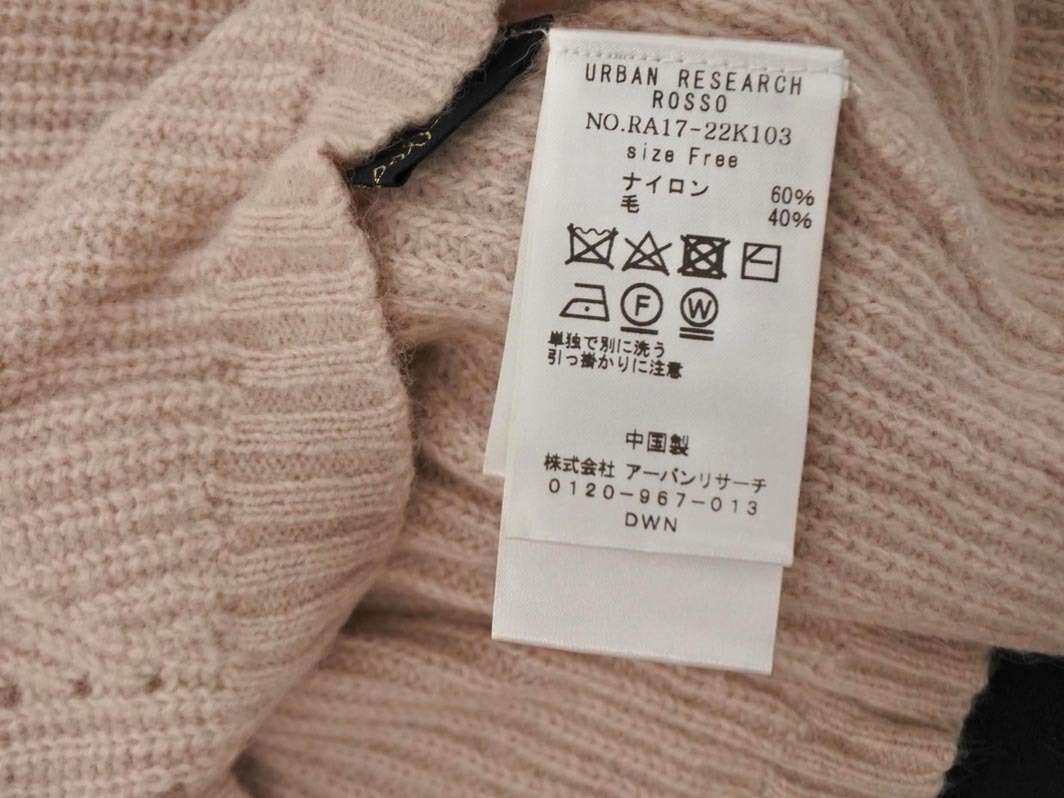 URBAN RESEARCH
ROSSO
NO.RA17-22K103
size Free
ナイロン 60%
毛 40%
F W
単独で別に洗う
引っ掛かりに注意
中国製
株式会社 アーバンリサーチ
0120-967-013
DWN